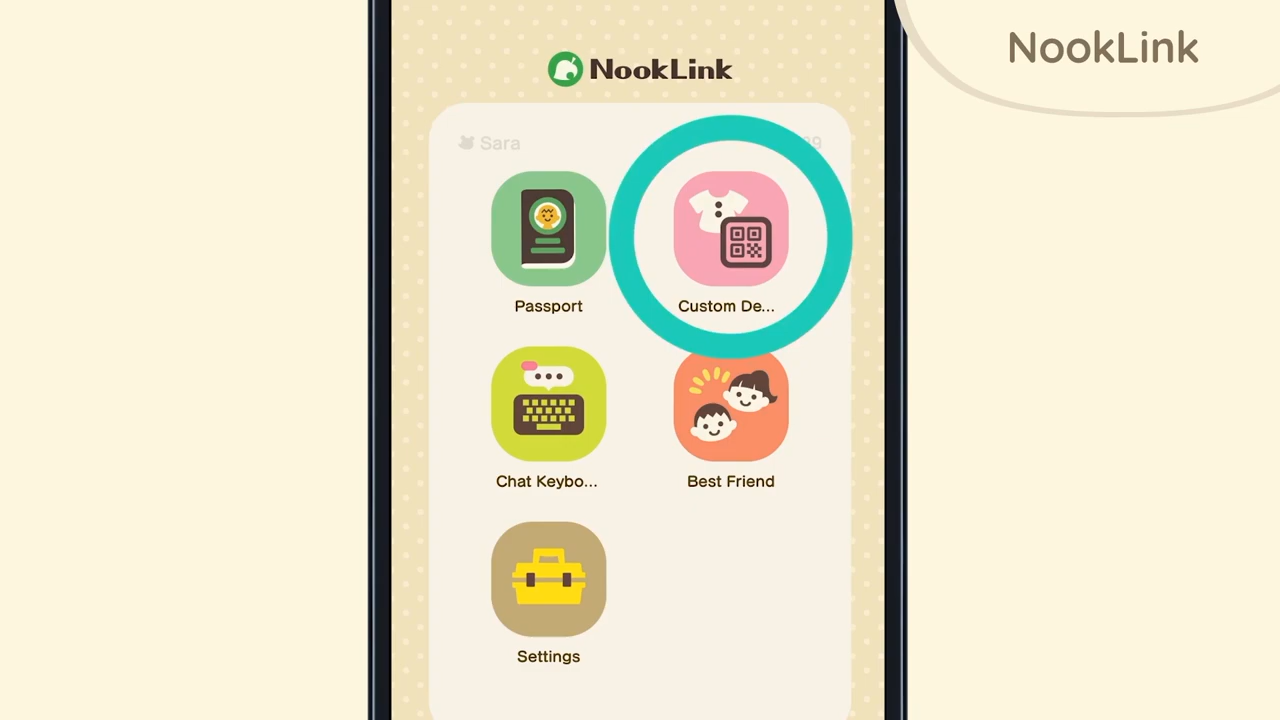 NookLink
NookLink
Sara
Passport
Custom De...
Chat Keybo...
Best Friend
Settings